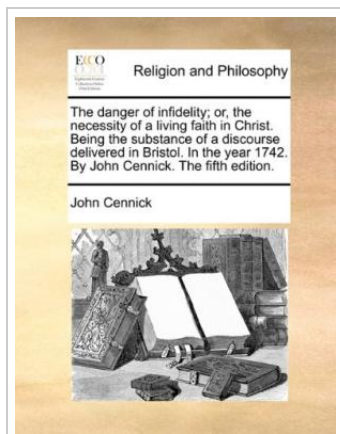 ECCO
Religion and Philosophy
The danger of infidelity; or, the
necessity of a living faith in Christ.
Being the substance of a discourse
delivered in Bristol. In the year 1742.
By John Cennick. The fifth edition.
John Cennick